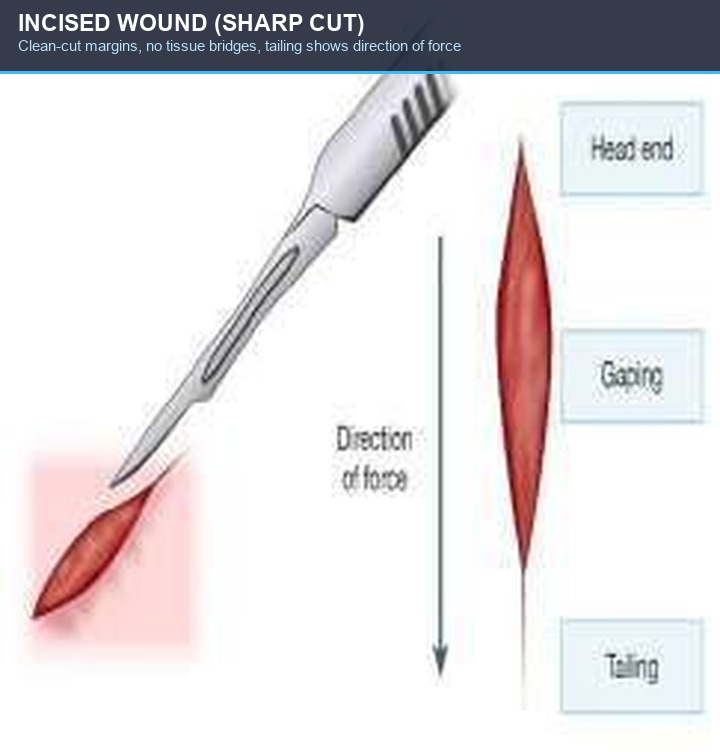 INCISED WOUND (SHARP CUT)
Clean-cut margins, no tissue bridges, tailing shows direction of force
Head end
Gaping
Direction
of force
Tailing